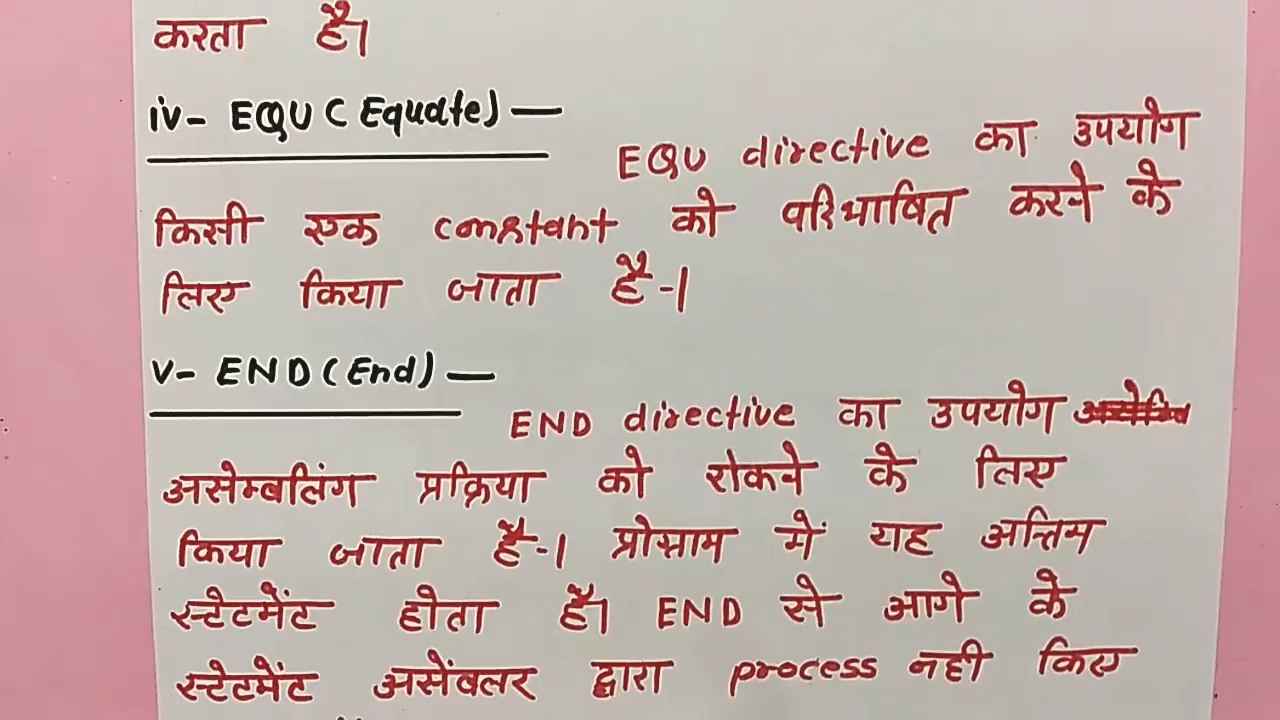 करता है।
iv- EQU ( Equate) —
EQU directive का उपयोग
किसी एक constant को परिभाषित करने के
लिए किया जाता है-।
v- END (End) —
END directive का उपयोग
असेम्बलिंग प्रक्रिया को रोकने के लिए
किया जाता है-। प्रोग्राम में यह अन्तिम
स्टेटमेंट होता है। END से आगे के
स्टेटमेंट असेंबलर द्वारा process नही किए